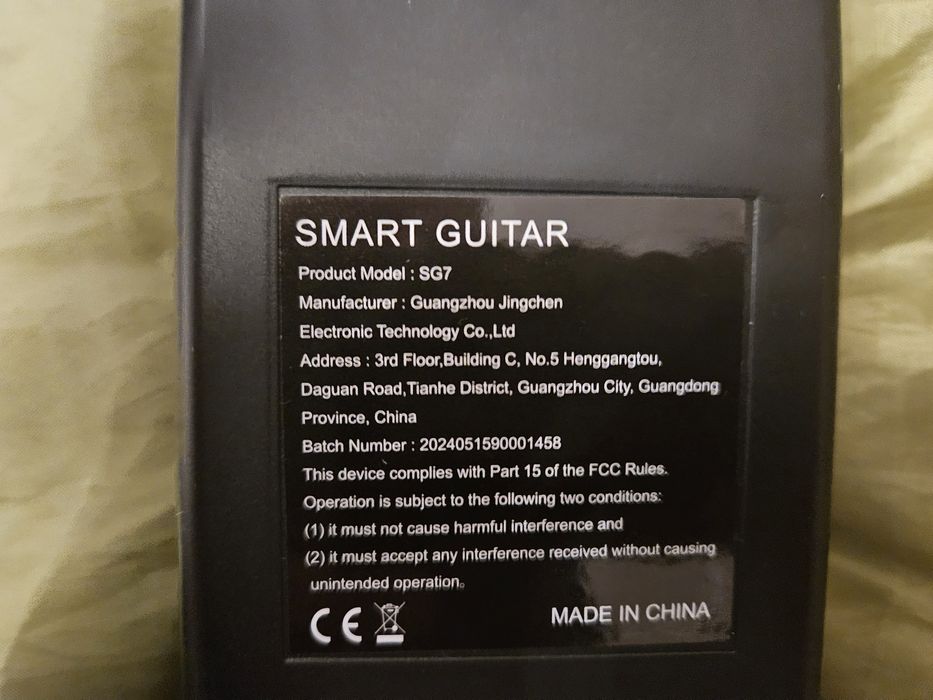 SMART GUITAR
Product Model : SG7
Manufacturer : Guangzhou Jingchen
Electronic Technology Co.,Ltd
Address : 3rd Floor,Building C, No.5 Henggangtou,
Daguan Road,Tianhe District, Guangzhou City, Guangdong
Province, China
Batch Number : 2024051590001458
This device complies with Part 15 of the FCC Rules.
Operation is subject to the following two conditions:
(1) it must not cause harmful interference and
(2) it must accept any interference received without causing
unintended operation。
CE MADE IN CHINA